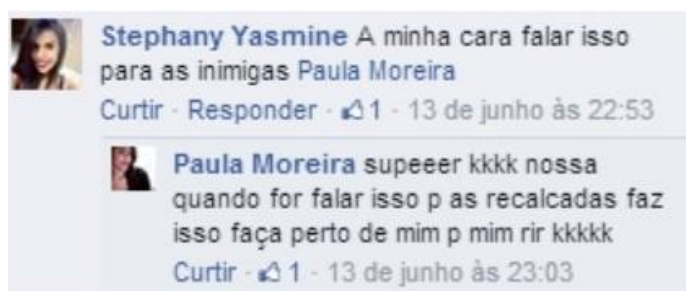 Stephany Yasmine A minha cara falar isso
para as inimigas Paula Moreira
Curtir · Responder · 1 · 13 de junho às 22:53
Paula Moreira supeeer kkkk nossa
quando for falar isso p as recalcadas faz
isso faça perto de mim p mim rir kkkkk
Curtir · 1 · 13 de junho às 23:03